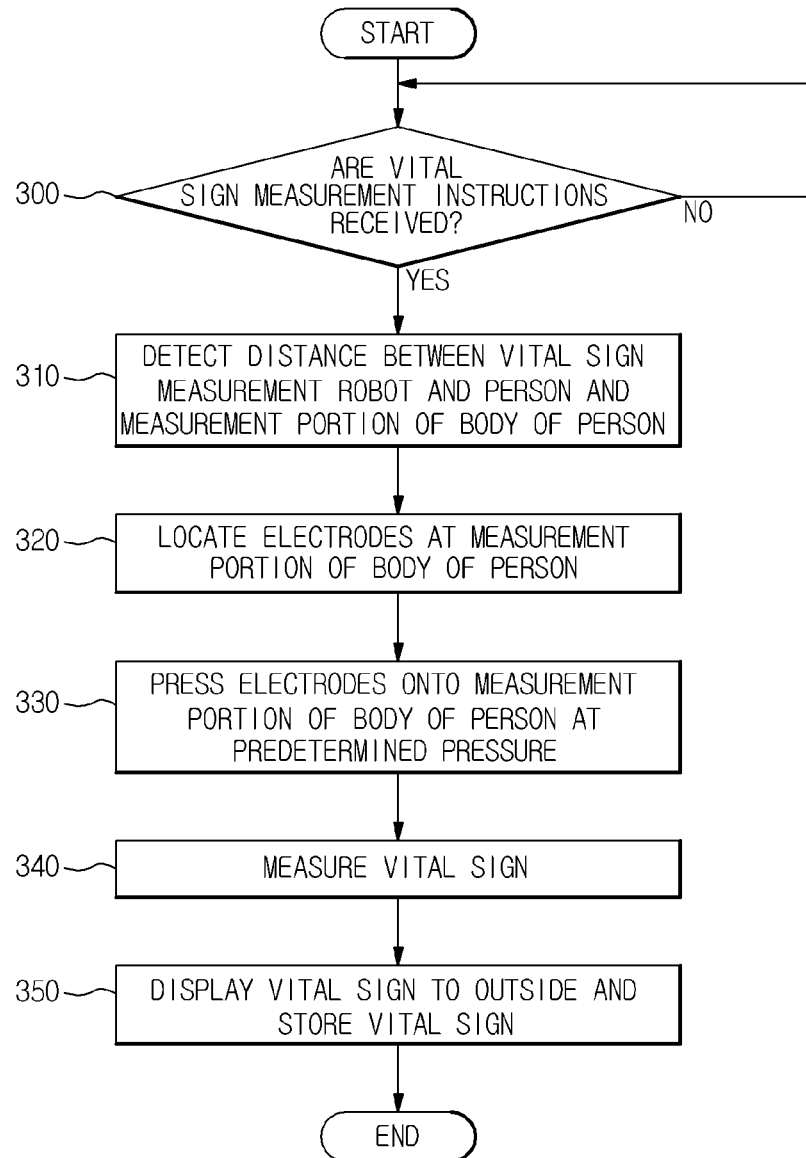 START
ARE VITAL
SIGN MEASUREMENT INSTRUCTIONS
RECEIVED?
300
NO
YES
310
DETECT DISTANCE BETWEEN VITAL SIGN
MEASUREMENT ROBOT AND PERSON AND
MEASUREMENT PORTION OF BODY OF PERSON
320
LOCATE ELECTRODES AT MEASUREMENT
PORTION OF BODY OF PERSON
330
PRESS ELECTRODES ONTO MEASUREMENT
PORTION OF BODY OF PERSON AT
PREDETERMINED PRESSURE
340
MEASURE VITAL SIGN
350
DISPLAY VITAL SIGN TO OUTSIDE AND
STORE VITAL SIGN
END